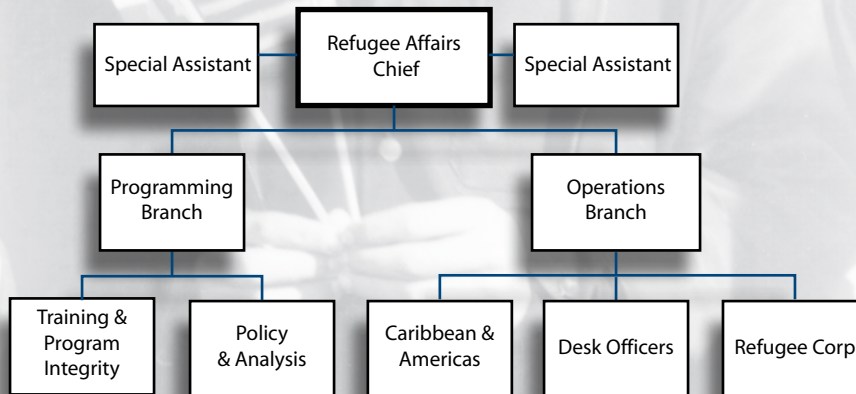 Special Assistant
Refugee Affairs
Chief
Special Assistant
Programming
Branch
Operations
Branch
Training &
Program
Integrity
Policy
& Analysis
Caribbean &
Americas
Desk Officers
Refugee Corp